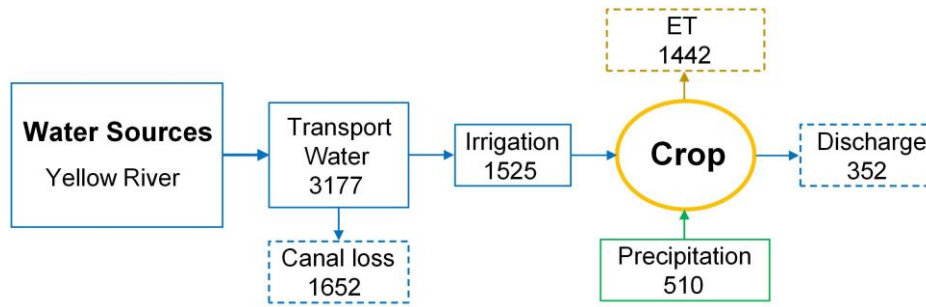 Water Sources
Yellow River
Transport
Water
3177
Canal loss
1652
Irrigation
1525
ET
1442
Crop
Precipitation
510
Discharge
352